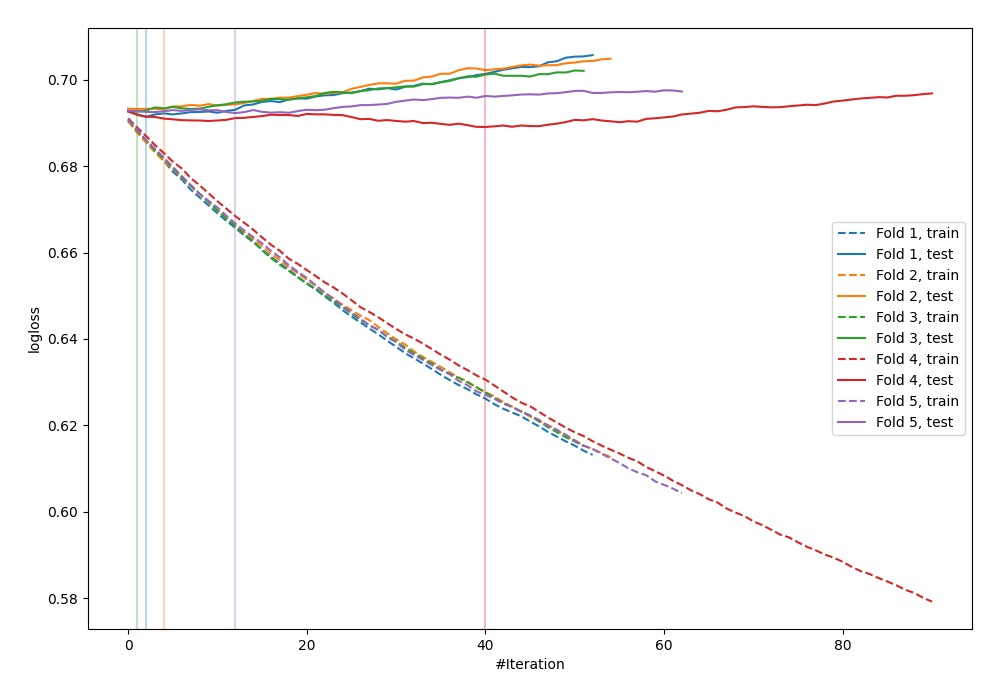 0.70
0.68
0.66
0.64
0.62
0.60
0.58
logloss
0 20 40 60 80
#Iteration
Fold 1, train
Fold 1, test
Fold 2, train
Fold 2, test
Fold 3, train
Fold 3, test
Fold 4, train
Fold 4, test
Fold 5, train
Fold 5, test